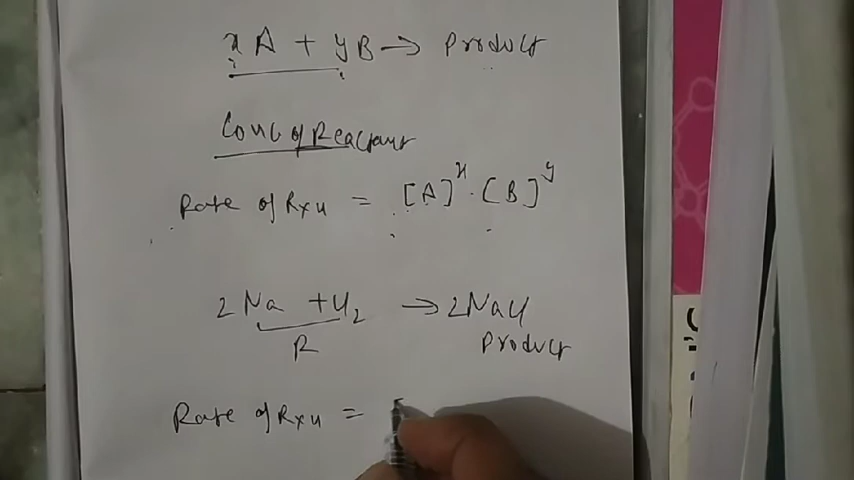 xA + yB → Product
Conc of Reactant
Rate of Rxn = [A]^x · [B]^y
2Na + Cl2 → 2NaCl
R Product
Rate of Rxn = [